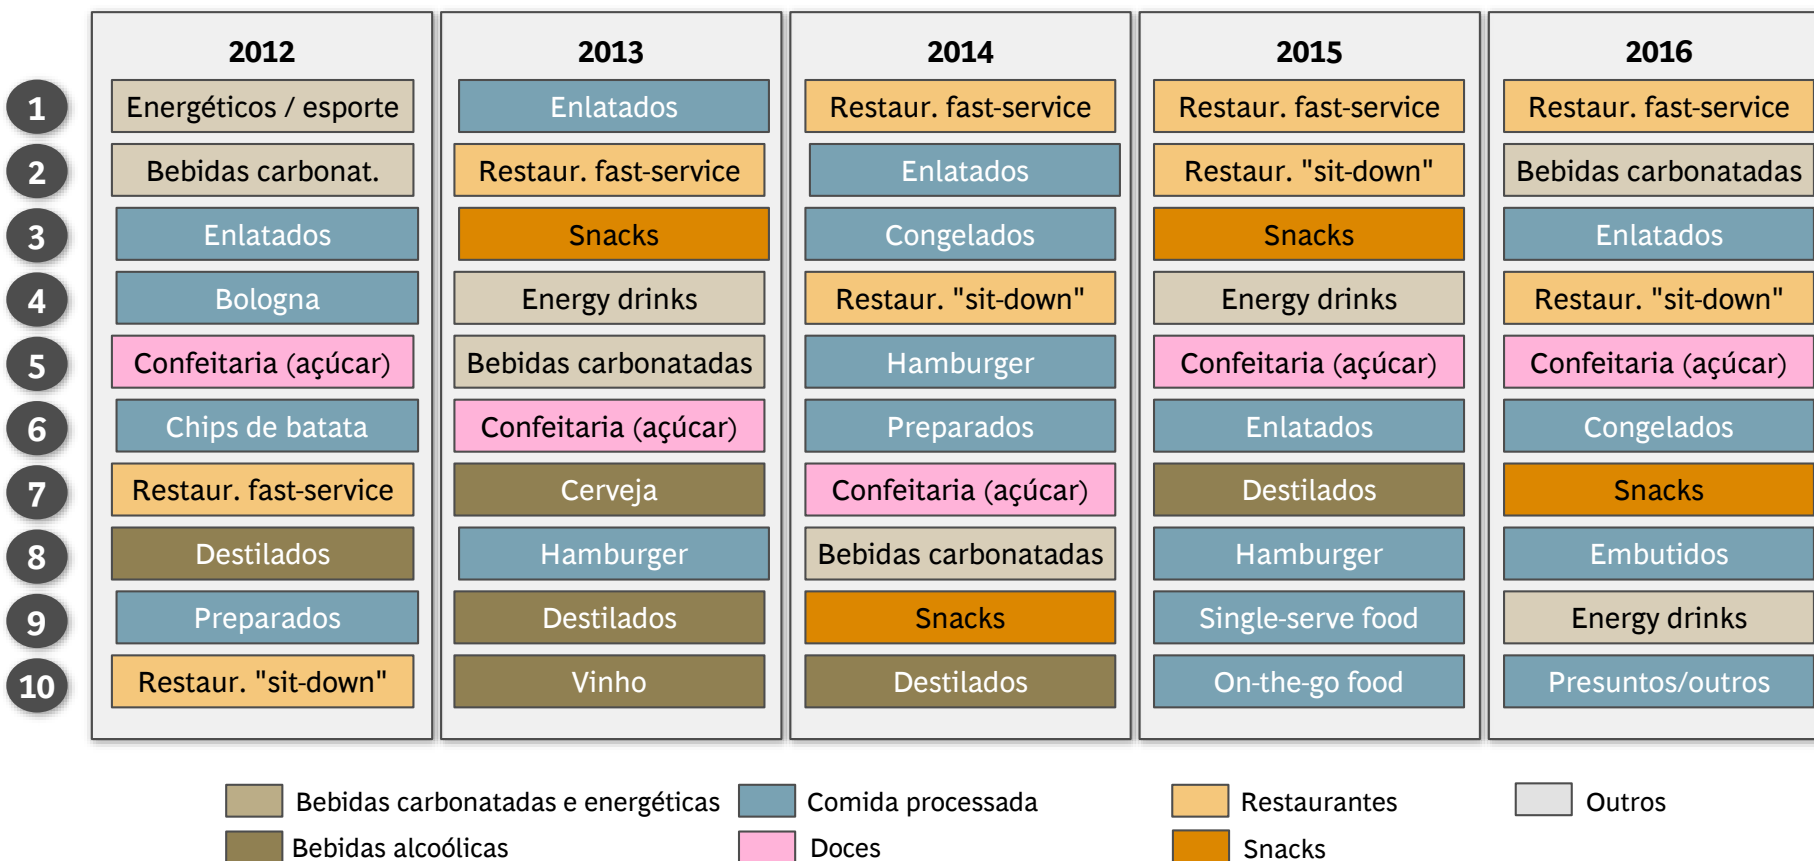 2012 2013 2014 2015 2016
1 Energéticos / esporte Enlatados Restaur. fast-service Restaur. fast-service Restaur. fast-service
2 Bebidas carbonat. Restaur. fast-service Enlatados Restaur. "sit-down" Bebidas carbonatadas
3 Enlatados Snacks Congelados Snacks Enlatados
4 Bologna Energy drinks Restaur. "sit-down" Energy drinks Restaur. "sit-down"
5 Confeitaria (açúcar) Bebidas carbonatadas Hamburger Confeitaria (açúcar) Confeitaria (açúcar)
6 Chips de batata Confeitaria (açúcar) Preparados Enlatados Congelados
7 Restaur. fast-service Cerveja Confeitaria (açúcar) Destilados Snacks
8 Destilados Hamburger Bebidas carbonatadas Hamburger Embutidos
9 Preparados Destilados Snacks Single-serve food Energy drinks
10 Restaur. "sit-down" Vinho Destilados On-the-go food Presuntos/outros
Bebidas carbonatadas e energéticas Comida processada Restaurantes Outros
Bebidas alcoólicas Doces Snacks